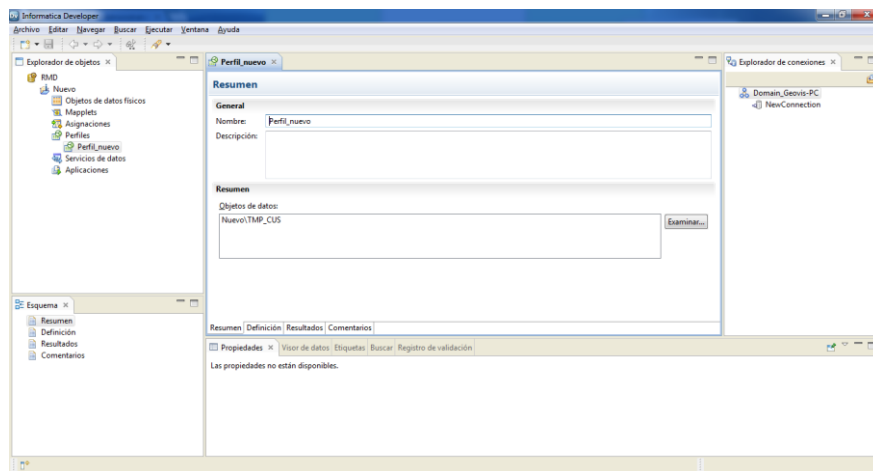 Informatica Developer
Archivo Editar Navegar Buscar Ejecutar Ventana Ayuda
Explorador de objetos
RMD
Nuevo
Objetos de datos físicos
Mapplets
Asignaciones
Perfiles
Perfil_nuevo
Servicios de datos
Aplicaciones
Esquema
Resumen
Definición
Resultados
Comentarios
Perfil_nuevo
Resumen
General
Nombre: Perfil_nuevo
Descripción:
Resumen
Objetos de datos:
Nuevo\TMP_CUS
Examinar...
Resumen Definición Resultados Comentarios
Propiedades Visor de datos Etiquetas Buscar Registro de validación
Las propiedades no están disponibles.
Explorador de conexiones
Domain_Geovis-PC
NewConnection